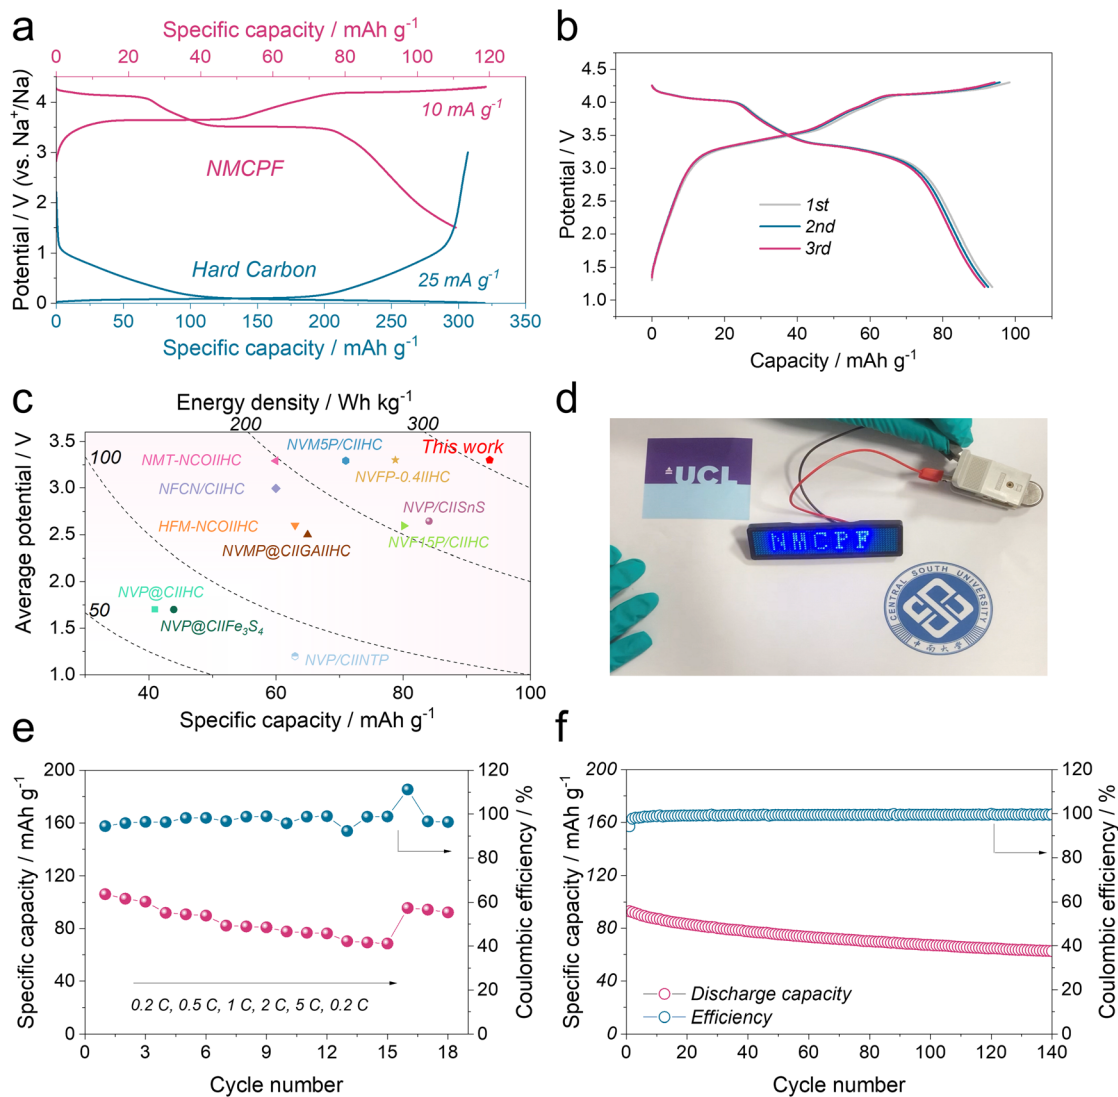 a
Specific capacity / mAh g-1
0 20 40 60 80 100 120
Potential / V (vs. Na+/Na)
4
3
2
1
0
10 mA g-1
NMCPF
Hard Carbon
25 mA g-1
0 50 100 150 200 250 300 350
Specific capacity / mAh g-1
b
Potential / V
4.5
4.0
3.5
3.0
2.5
2.0
1.5
1.0
1st
2nd
3rd
0 20 40 60 80 100
Capacity / mAh g-1
c
Energy density / Wh kg-1
200
300
Average potential / V
3.5
3.0
2.5
2.0
1.5
1.0
100
50
NVM5P/CIIHC
This work
NMT-NCOIIHC
NVFP-0.4IIHC
NFCN/CIIHC
NVP/CIISnS
HFM-NCOIIHC
NVF15P/CIIHC
NVMP@CIIGAIIHC
NVP@CIIHC
NVP@CIIFe3S4
NVP/CIINTP
40 60 80 100
Specific capacity / mAh g-1
d
UCL
NMCPF
CENTRAL SOUTH UNIVERSITY
中南大学
e
Specific capacity / mAh g-1
200
160
120
80
40
0
Coulombic efficiency / %
120
100
80
60
40
20
0
0.2 C, 0.5 C, 1 C, 2 C, 5 C, 0.2 C
3 6 9 12 15 18
Cycle number
f
Specific capacity / mAh g-1
200
160
120
80
40
0
Coulombic efficiency / %
120
100
80
60
40
20
0
Discharge capacity
Efficiency
0 20 40 60 80 100 120 140
Cycle number